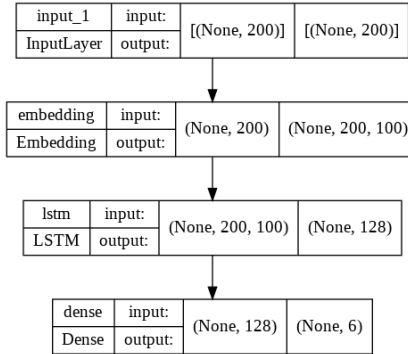 input_1 input: [(None, 200)] [(None, 200)]
InputLayer output:
embedding input: (None, 200) (None, 200, 100)
Embedding output:
lstm input: (None, 200, 100) (None, 128)
LSTM output:
dense input: (None, 128) (None, 6)
Dense output: